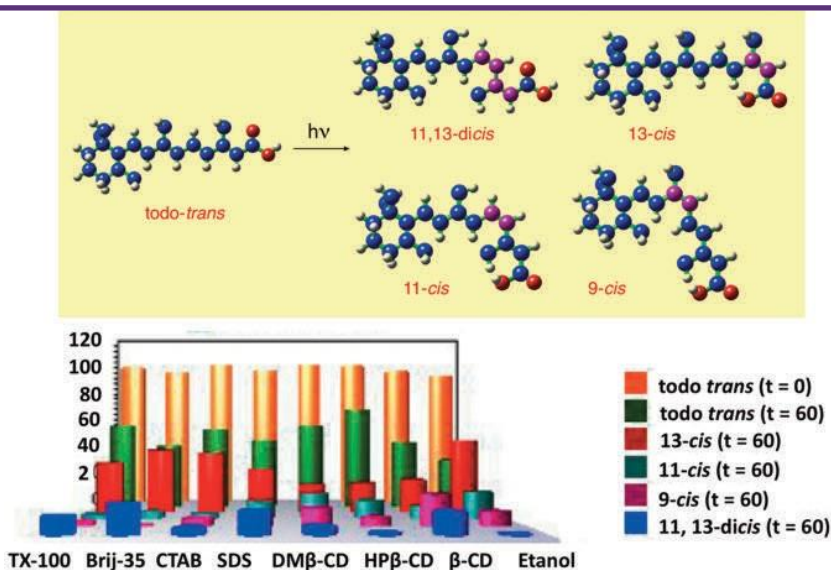 hν
11,13-dicis
13-cis
todo-trans
11-cis
9-cis
120
100
80
60
40
2
TX-100 Brij-35 CTAB SDS DMβ-CD HPβ-CD β-CD Etanol
todo trans (t = 0)
todo trans (t = 60)
13-cis (t = 60)
11-cis (t = 60)
9-cis (t = 60)
11, 13-dicis (t = 60)